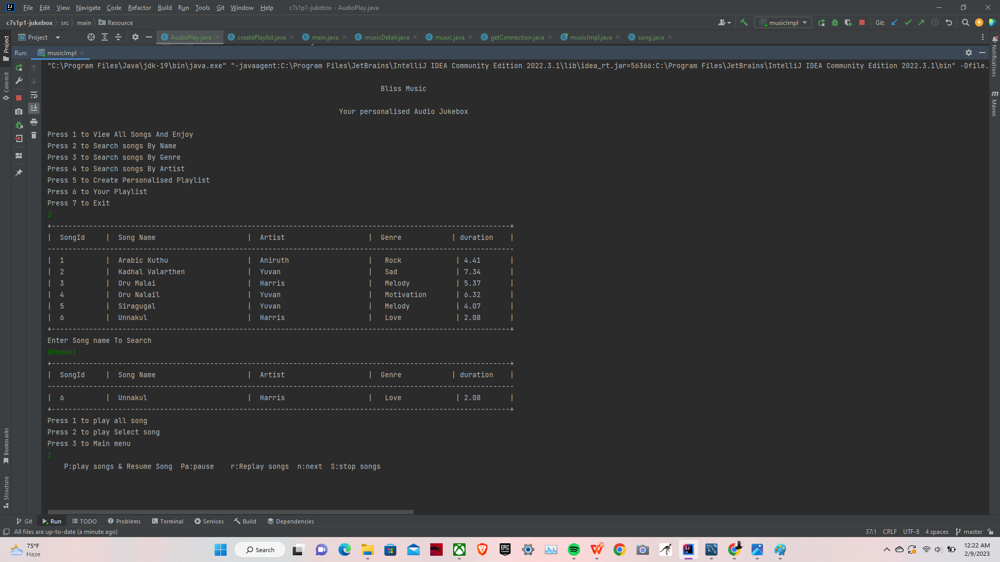 File Edit View Navigate Code Refactor Build Run Tools Git Window Help c7s1p1-jukebox - AudioPlay.java
c7s1p1-jukebox src main Resource musicImpl Git:
Project AudioPlay.java createPlaylist.java main.java musicDetail.java music.java getConnection.java musicImpl.java song.java
Run: musicImpl
"C:\Program Files\Java\jdk-19\bin\java.exe" "-javaagent:C:\Program Files\JetBrains\IntelliJ IDEA Community Edition 2022.3.1\lib\idea_rt.jar=56366:C:\Program Files\JetBrains\IntelliJ IDEA Community Edition 2022.3.1\bin" -Dfile.
Bliss Music
Your personalised Audio Jukebox
Press 1 to View All Songs And Enjoy
Press 2 to Search songs By Name
Press 3 to Search songs By Genre
Press 4 to Search songs By Artist
Press 5 to Create Personalised Playlist
Press 6 to Your Playlist
Press 7 to Exit
2
+--------------------------------------------------------------------------------------------------------------+
| SongId | Song Name | Artist | Genre | duration |
----------------------------------------------------------------------------------------------------------------
| 1 | Arabic Kuthu | Aniruth | Rock | 4.41 |
| 2 | Kadhal Valarthen | Yuvan | Sad | 7.34 |
| 3 | Oru Malai | Harris | Melody | 5.37 |
| 4 | Oru Nalail | Yuvan | Motivation | 6.32 |
| 5 | Siragugal | Yuvan | Melody | 4.07 |
| 6 | Unnakul | Harris | Love | 2.08 |
+--------------------------------------------------------------------------------------------------------------+
Enter Song name To Search
Unnakul
+--------------------------------------------------------------------------------------------------------------+
| SongId | Song Name | Artist | Genre | duration |
----------------------------------------------------------------------------------------------------------------
| 6 | Unnakul | Harris | Love | 2.08 |
+--------------------------------------------------------------------------------------------------------------+
Press 1 to play all song
Press 2 to play Select song
Press 3 to Main menu
1
P:play songs & Resume Song Pa:pause r:Replay songs n:next S:stop songs
Project
Commit
Bookmarks
Structure
Notifications
Maven
Git Run TODO Problems Terminal Services Build Dependencies
All files are up-to-date (a minute ago) 37:1 CRLF UTF-8 4 spaces master
75°F
Haze
Search
EPIC GAMES
12:22 AM
2/9/2023